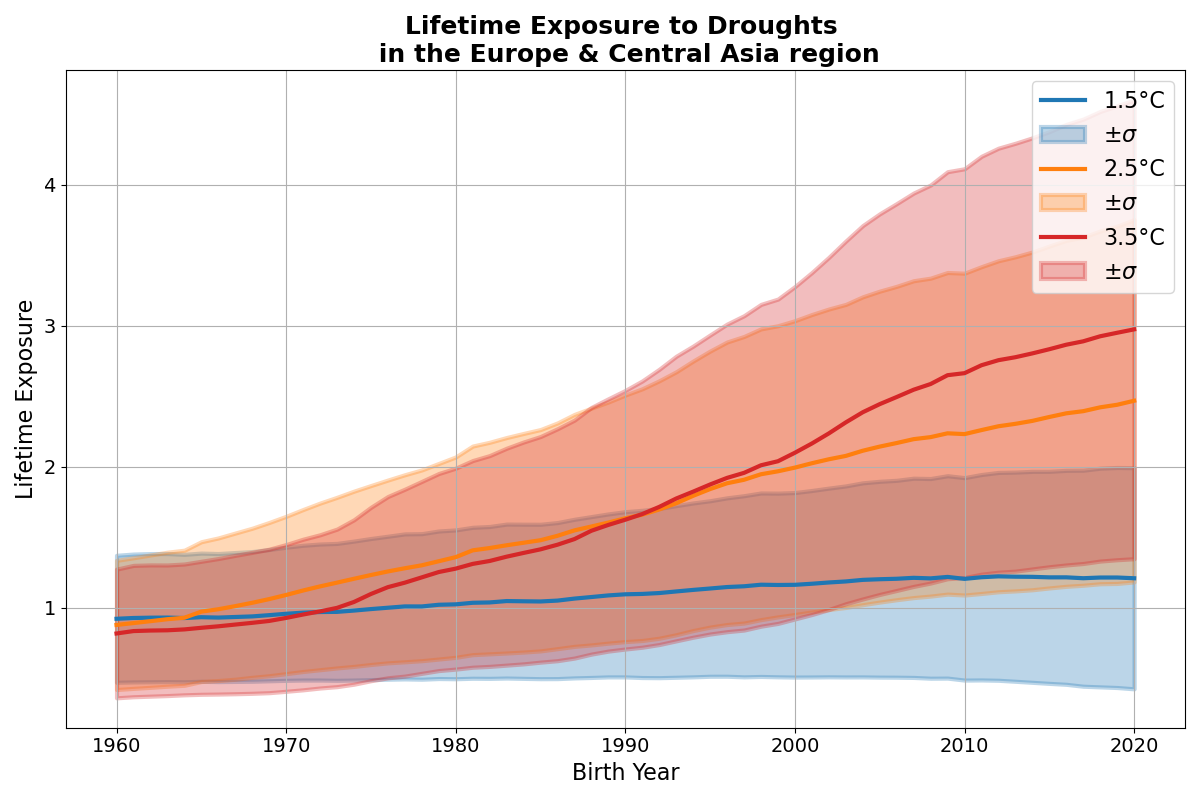 Lifetime Exposure to Droughts
in the Europe & Central Asia region
1.5°C
±σ
2.5°C
±σ
3.5°C
±σ
Lifetime Exposure
4
3
2
1
1960 1970 1980 1990 2000 2010 2020
Birth Year